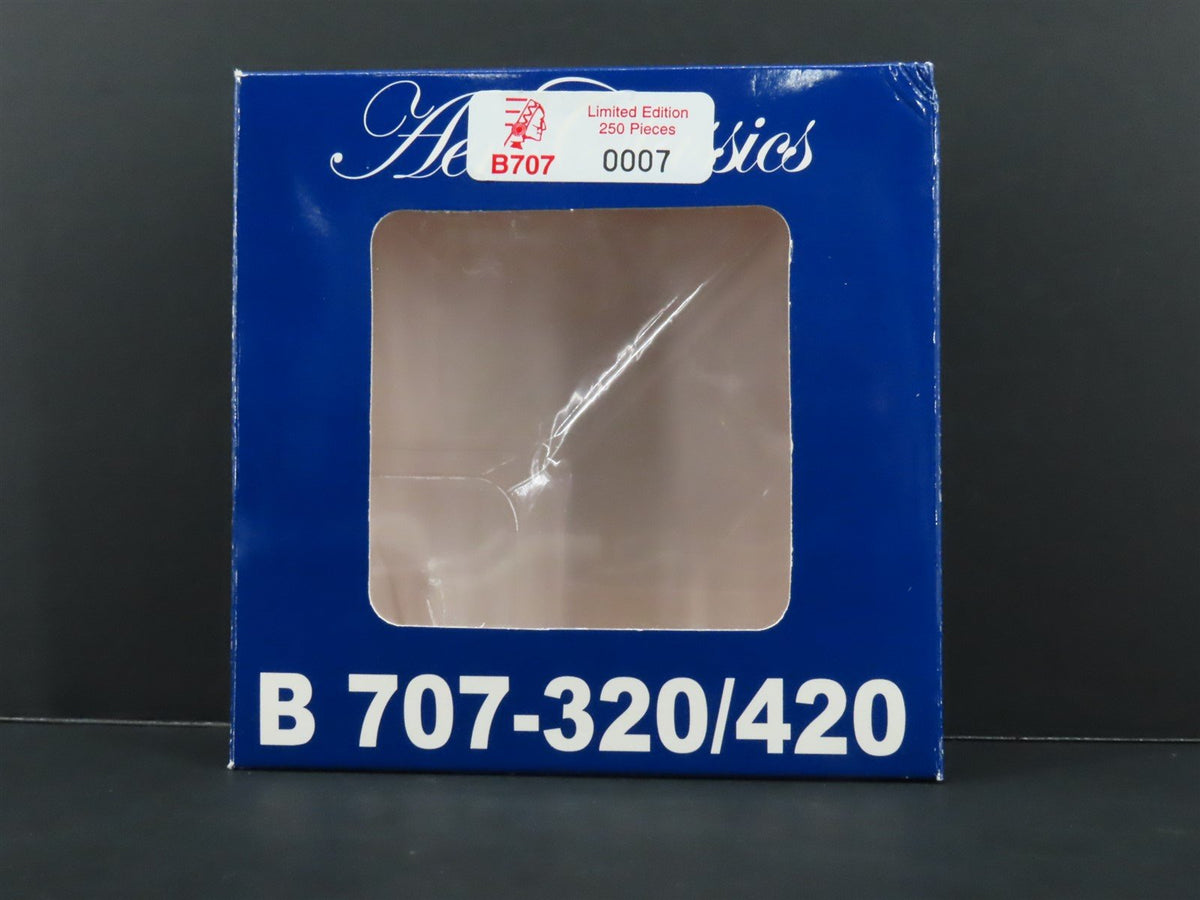 Limited Edition
250 Pieces
B707 0007
B 707-320/420